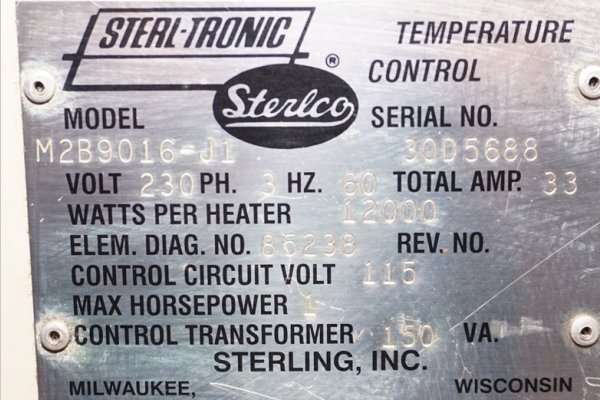 STERL-TRONIC TEMPERATURE
Sterlco ® CONTROL
MODEL SERIAL NO.
M2B9016-J1 30D5688
VOLT 230 PH. 3 HZ. 60 TOTAL AMP. 33
WATTS PER HEATER 12000
ELEM. DIAG. NO. 86238 REV. NO.
CONTROL CIRCUIT VOLT 115
MAX HORSEPOWER 1
CONTROL TRANSFORMER 150 VA.
STERLING, INC.
MILWAUKEE, WISCONSIN